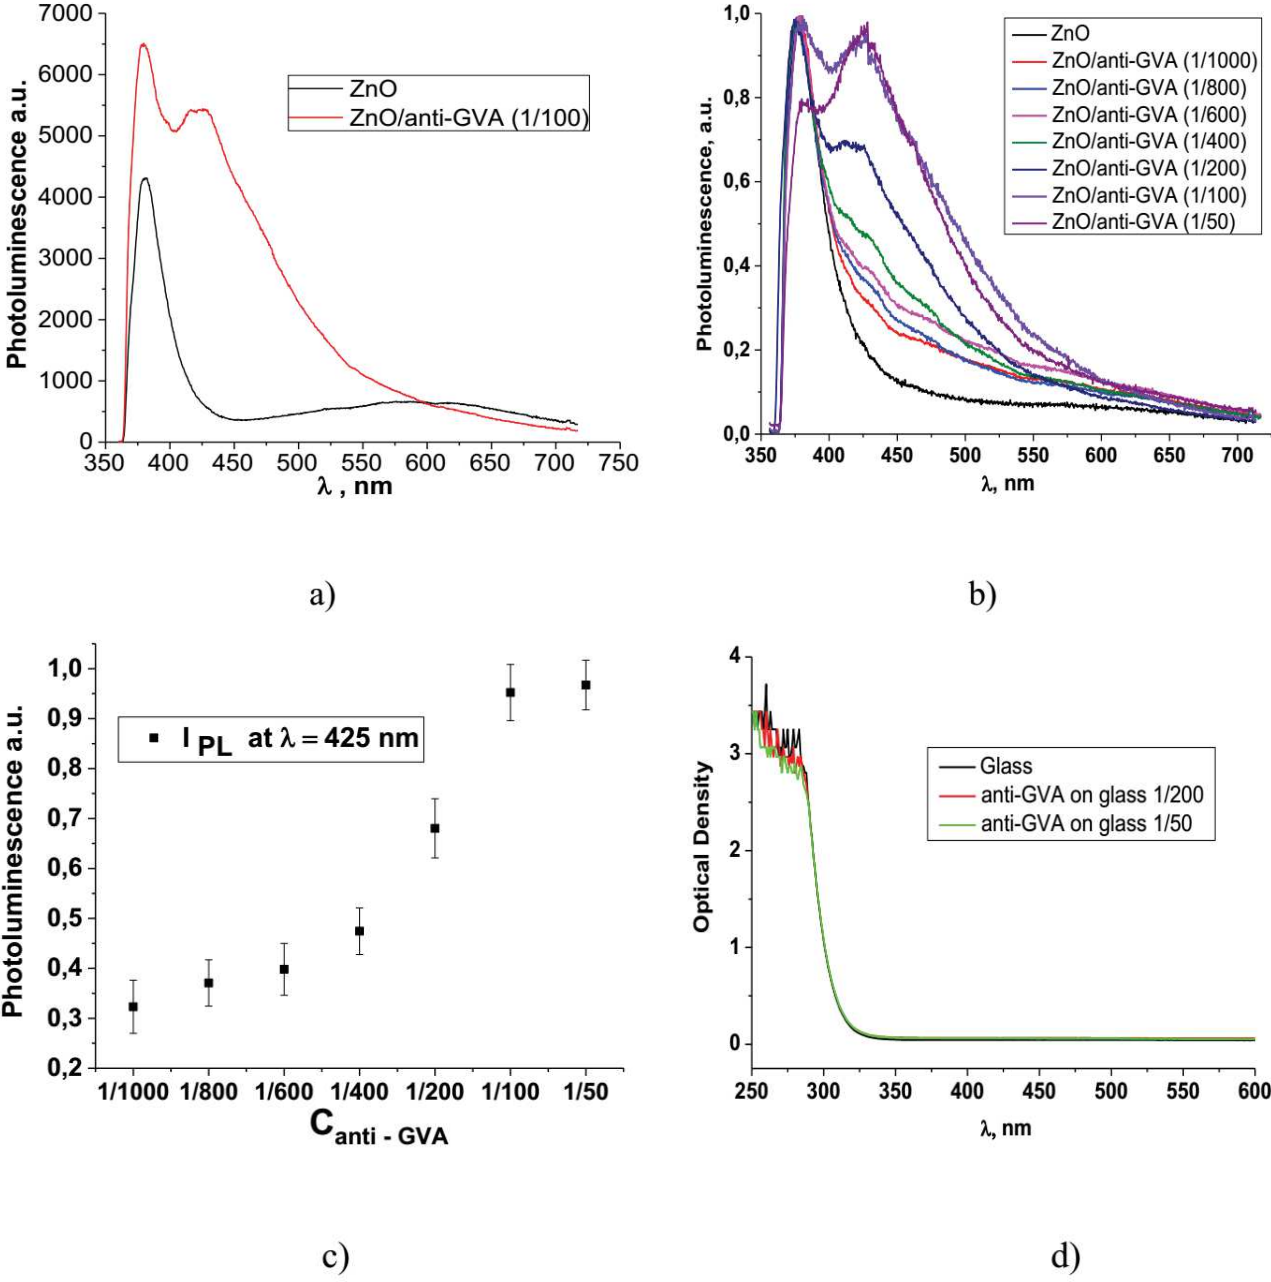 7000
6000
5000
4000
3000
2000
1000
0
Photoluminescence a.u.
ZnO
ZnO/anti-GVA (1/100)
350 400 450 500 550 600 650 700 750
λ , nm
a)
1,0
0,8
0,6
0,4
0,2
0,0
Photoluminescence, a.u.
ZnO
ZnO/anti-GVA (1/1000)
ZnO/anti-GVA (1/800)
ZnO/anti-GVA (1/600)
ZnO/anti-GVA (1/400)
ZnO/anti-GVA (1/200)
ZnO/anti-GVA (1/100)
ZnO/anti-GVA (1/50)
350 400 450 500 550 600 650 700
λ, nm
b)
1,0
0,9
0,8
0,7
0,6
0,5
0,4
0,3
0,2
Photoluminescence a.u.
I PL at λ = 425 nm
1/1000 1/800 1/600 1/400 1/200 1/100 1/50
C anti - GVA
c)
4
3
2
1
0
Optical Density
Glass
anti-GVA on glass 1/200
anti-GVA on glass 1/50
250 300 350 400 450 500 550 600
λ, nm
d)